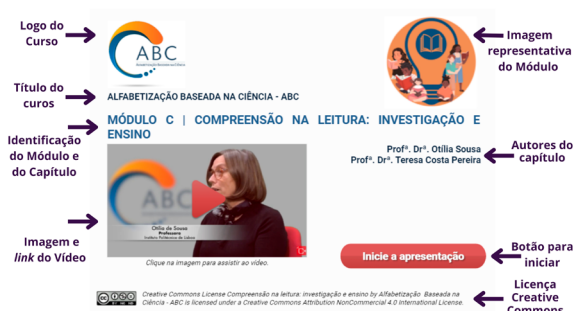 Logo do
Curso
ABC
Imagem
representativa
do Módulo
Título do
curos
ALFABETIZAÇÃO BASEADA NA CIÊNCIA - ABC
Identificação
do Módulo e
do Capítulo
MÓDULO C | COMPREENSÃO NA LEITURA: INVESTIGAÇÃO E
ENSINO
Profª. Drª. Otília Sousa
Profª. Drª. Teresa Costa Pereira
Autores do
capítulo
Imagem e
link do Vídeo
ABC
Otília de Sousa
Professora
Instituto Politécnico de Lisboa
Clique na imagem para assistir ao vídeo.
Inicie a apresentação
Botão para
iniciar
Creative Commons License Compreensão na leitura: investigação e ensino by Alfabetização Baseada na
Ciência - ABC is licensed under a Creative Commons Attribution NonCommercial 4.0 International License.
Licença
Creative
Commons